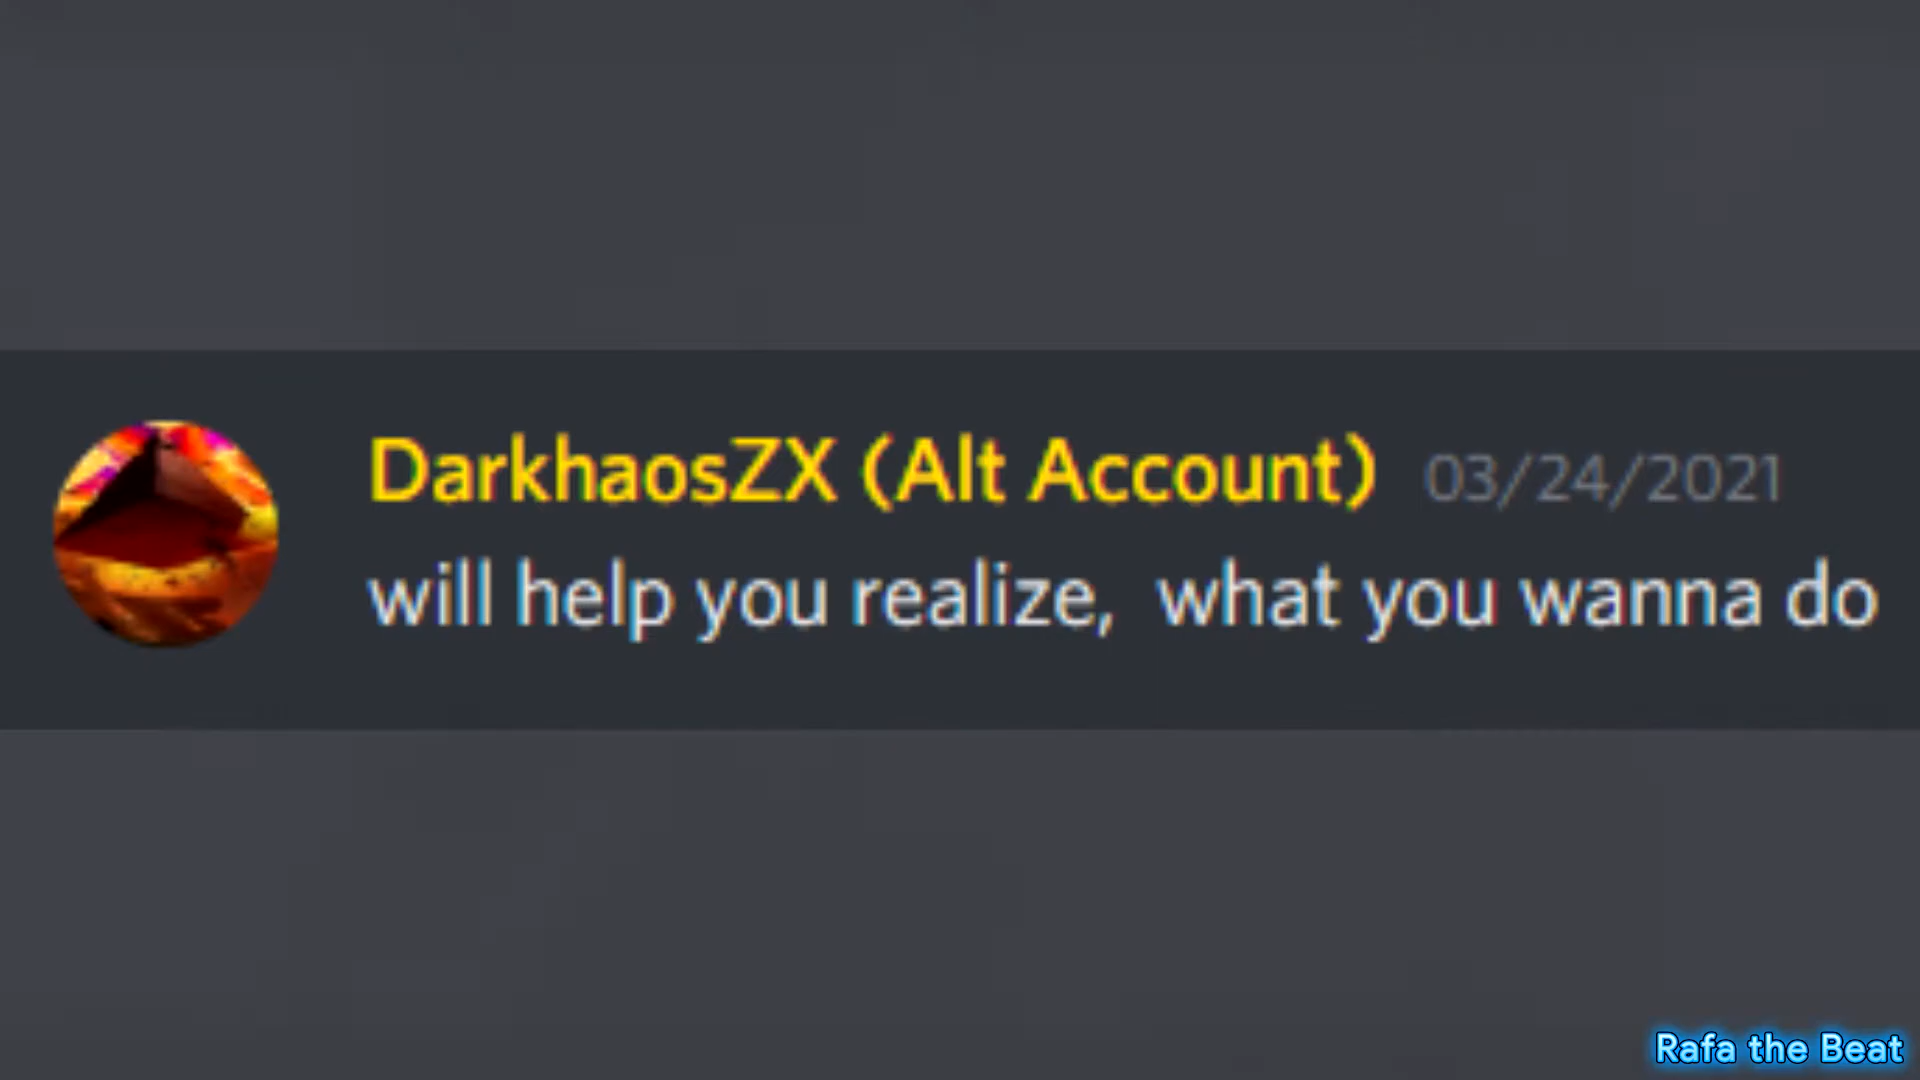 DarkhaosZX (Alt Account) 03/24/2021
will help you realize, what you wanna do
Rafa the Beat